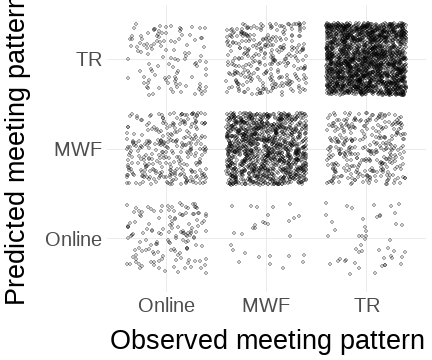 Predicted meeting pattern
TR
MWF
Online
Online MWF TR
Observed meeting pattern